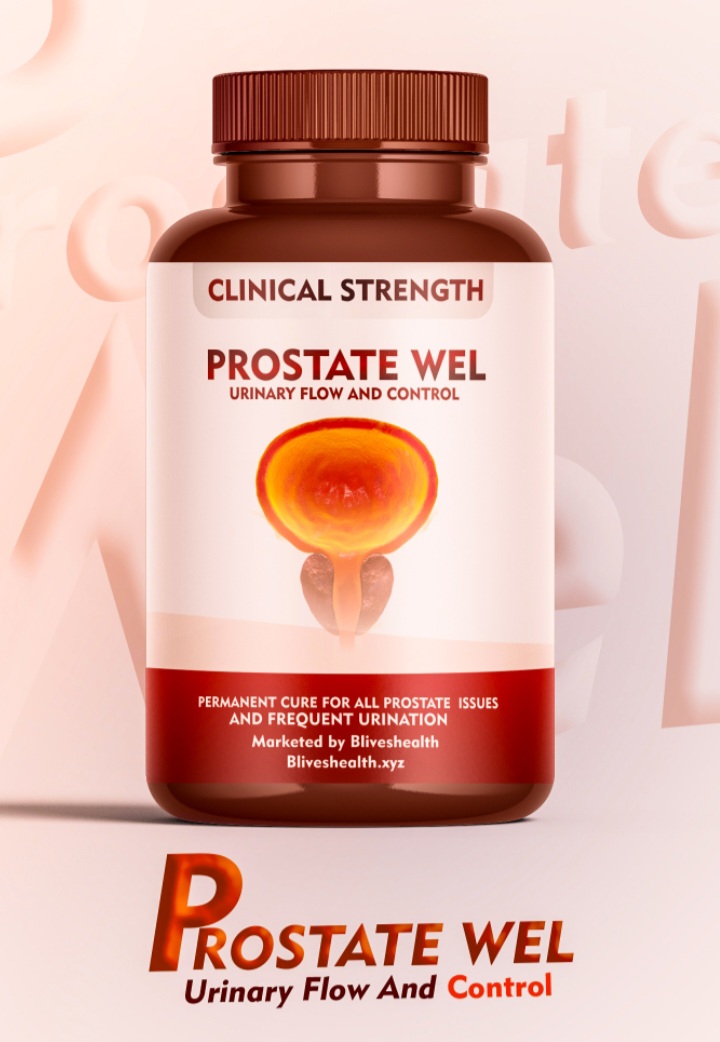 CLINICAL STRENGTH
PROSTATE WEL
URINARY FLOW AND CONTROL
PERMANENT CURE FOR ALL PROSTATE ISSUES
AND FREQUENT URINATION
Marketed by Bliveshealth
Bliveshealth.xyz
PROSTATE WEL
Urinary Flow And Control